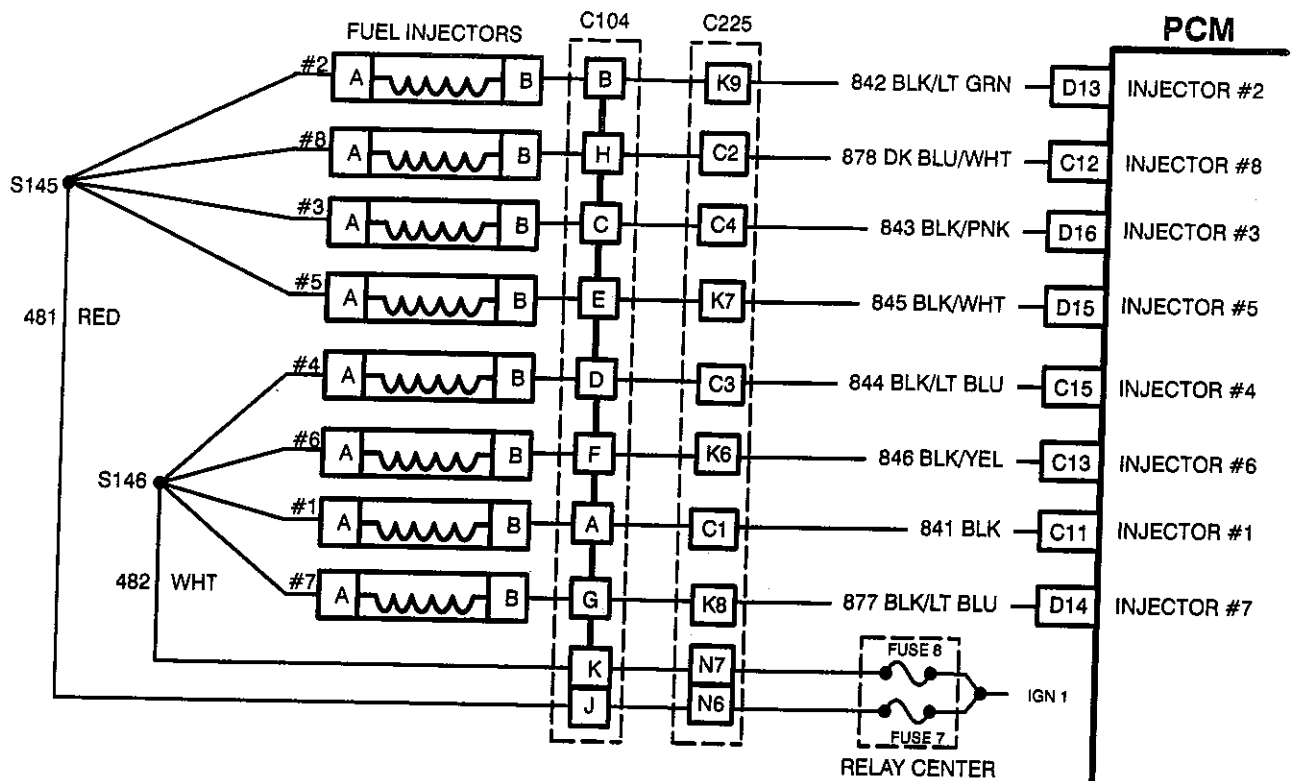 PCM
C104 C225
FUEL INJECTORS
#2 A B B K9 842 BLK/LT GRN D13 INJECTOR #2
#8 A B H C2 878 DK BLU/WHT C12 INJECTOR #8
S145
#3 A B C C4 843 BLK/PNK D16 INJECTOR #3
#5 A B E K7 845 BLK/WHT D15 INJECTOR #5
481 RED
#4 A B D C3 844 BLK/LT BLU C15 INJECTOR #4
#6 A B F K6 846 BLK/YEL C13 INJECTOR #6
S146
#1 A B A C1 841 BLK C11 INJECTOR #1
482 WHT
#7 A B G K8 877 BLK/LT BLU D14 INJECTOR #7
K N7 FUSE 8
IGN 1
J N6 FUSE 7
RELAY CENTER